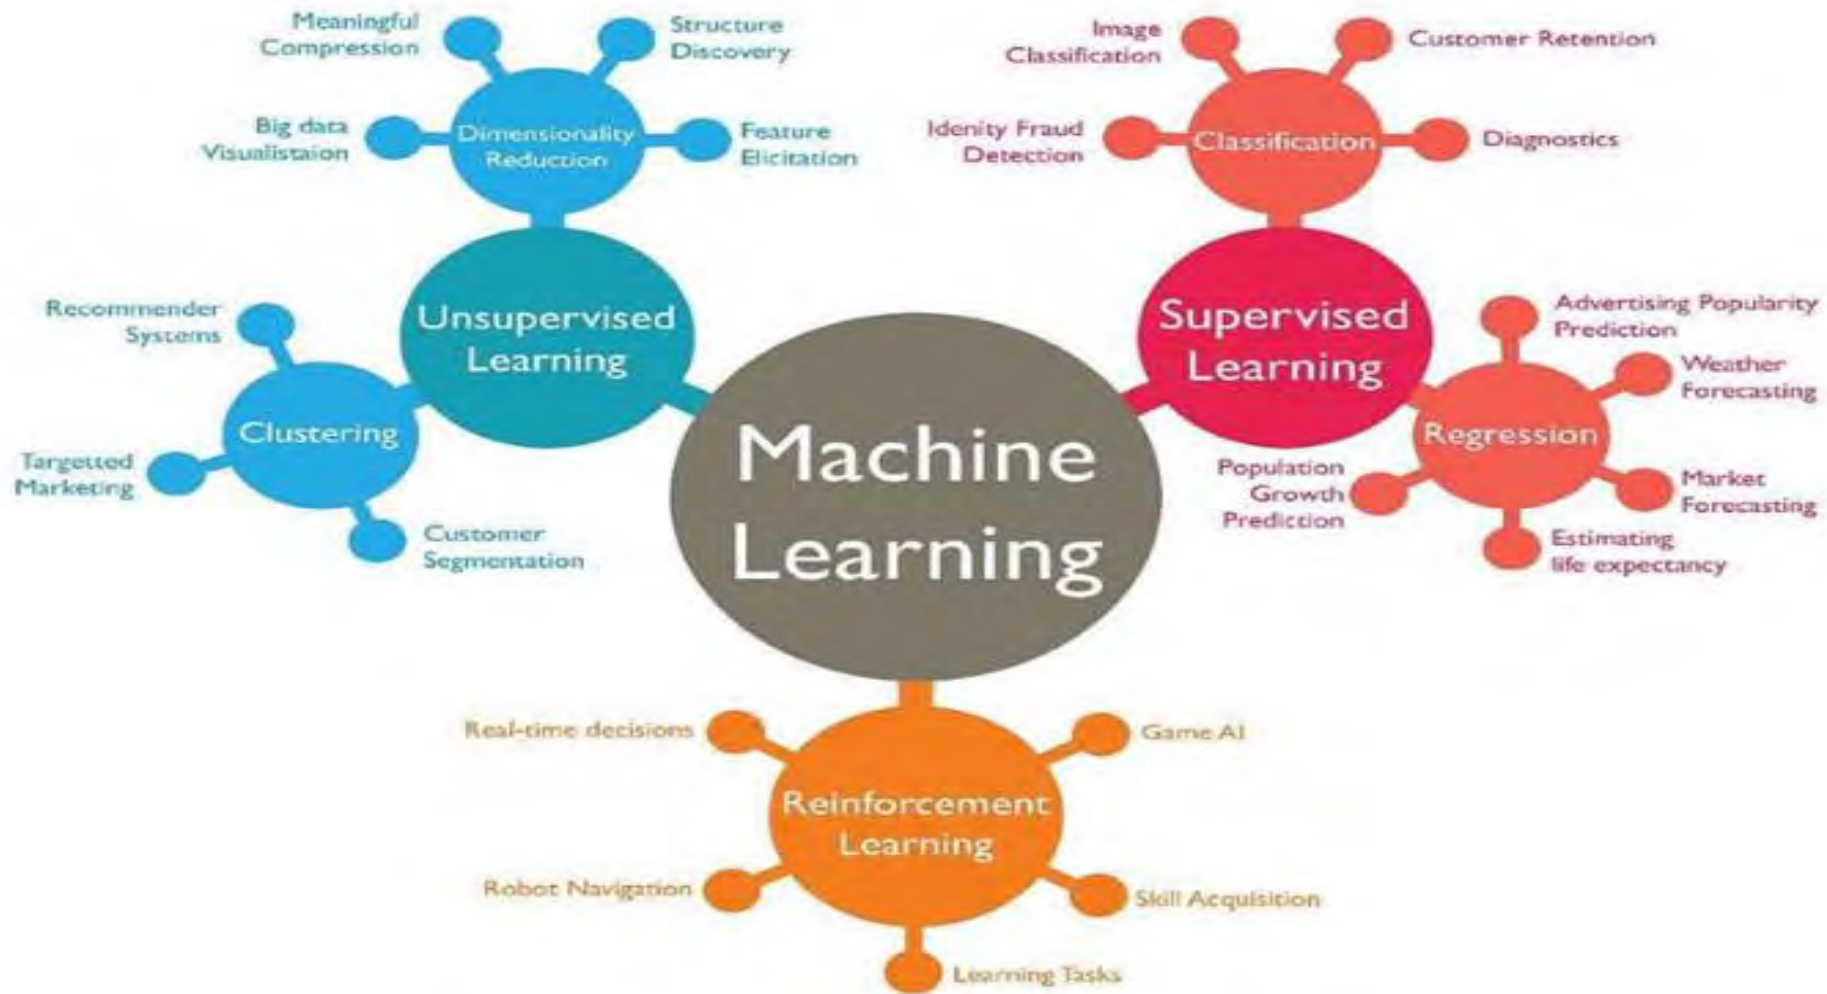 Meaningful
Compression
Structure
Discovery
Big data
Visualistaion
Dimensionality
Reduction
Feature
Elicitation
Image
Classification
Customer Retention
Idenity Fraud
Detection
Classification
Diagnostics
Unsupervised
Learning
Recommender
Systems
Clustering
Targetted
Marketing
Customer
Segmentation
Supervised
Learning
Advertising Popularity
Prediction
Weather
Forecasting
Regression
Population
Growth
Prediction
Market
Forecasting
Estimating
life expectancy
Machine
Learning
Real-time decisions
Game AI
Reinforcement
Learning
Robot Navigation
Skill Acquisition
Learning Tasks